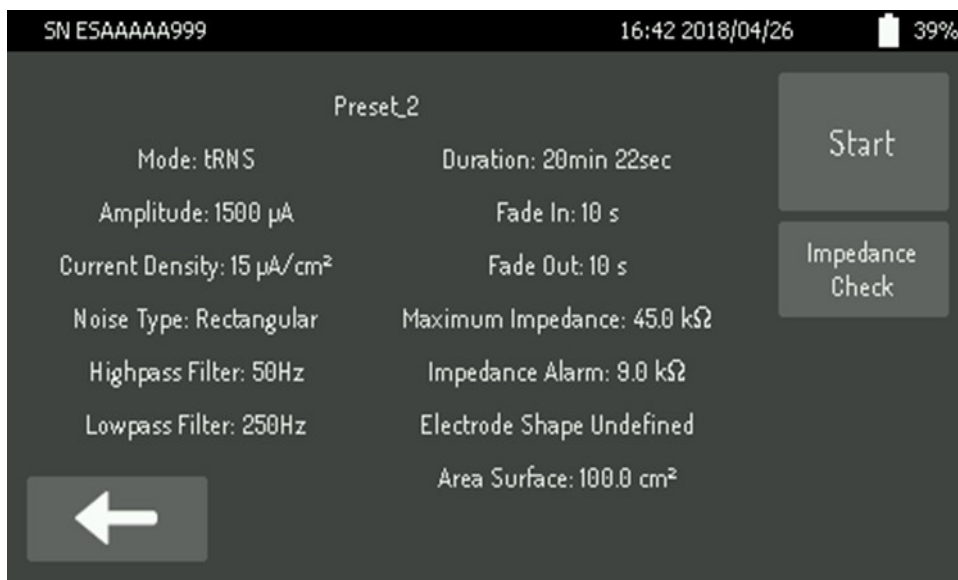 SN ESAAAAA999 16:42 2018/04/26 39%
Preset_2
Mode: tRNS
Amplitude: 1500 µA
Current Density: 15 µA/cm²
Noise Type: Rectangular
Highpass Filter: 50Hz
Lowpass Filter: 250Hz
Duration: 20min 22sec
Fade In: 10 s
Fade Out: 10 s
Maximum Impedance: 45.0 kΩ
Impedance Alarm: 9.0 kΩ
Electrode Shape Undefined
Area Surface: 100.0 cm²
Start
Impedance
Check